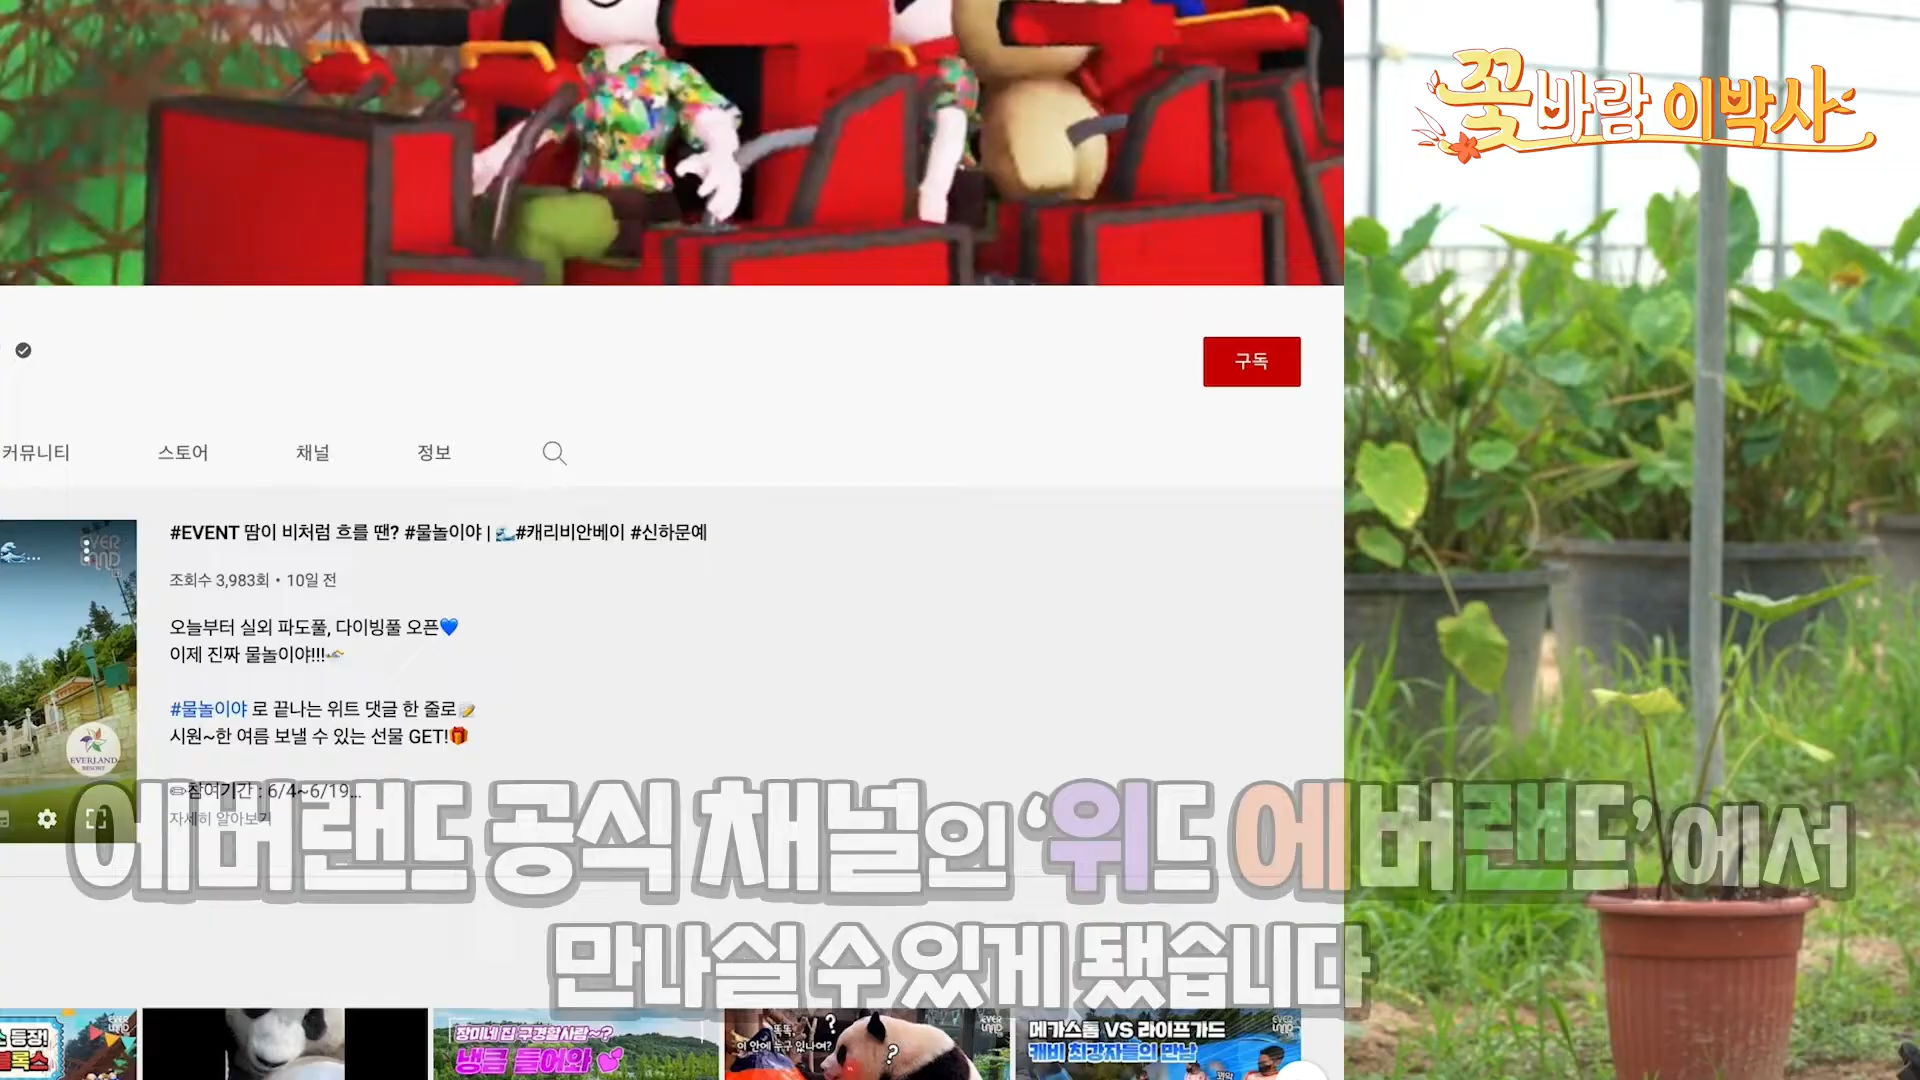 꽃바람 이박사
구독
커뮤니티 스토어 채널 정보
#EVENT 땀이 비처럼 흐를 땐? #물놀이야 | 🌊#캐리비안베이 #신하문예
조회수 3,983회 • 10일 전
오늘부터 실외 파도풀, 다이빙풀 오픈💙
이제 진짜 물놀이야!!!
#물놀이야 로 끝나는 위트 댓글 한 줄로📝
시원~한 여름 보낼 수 있는 선물 GET!🎁
✏참여기간 : 6/4~6/19...
자세히 알아보기
EVER LAND
EVERLAND
RESORT
에버랜드 공식 채널인 ‘위드 에버랜드’에서
만나실 수 있게 됐습니다
등장!
블록스
장미네 집 구경할사람~?
냉큼 들어와
똑똑,
이 안에 누구 있나여?
메가스톰 VS 라이프가드
캐비 최강자들의 만남